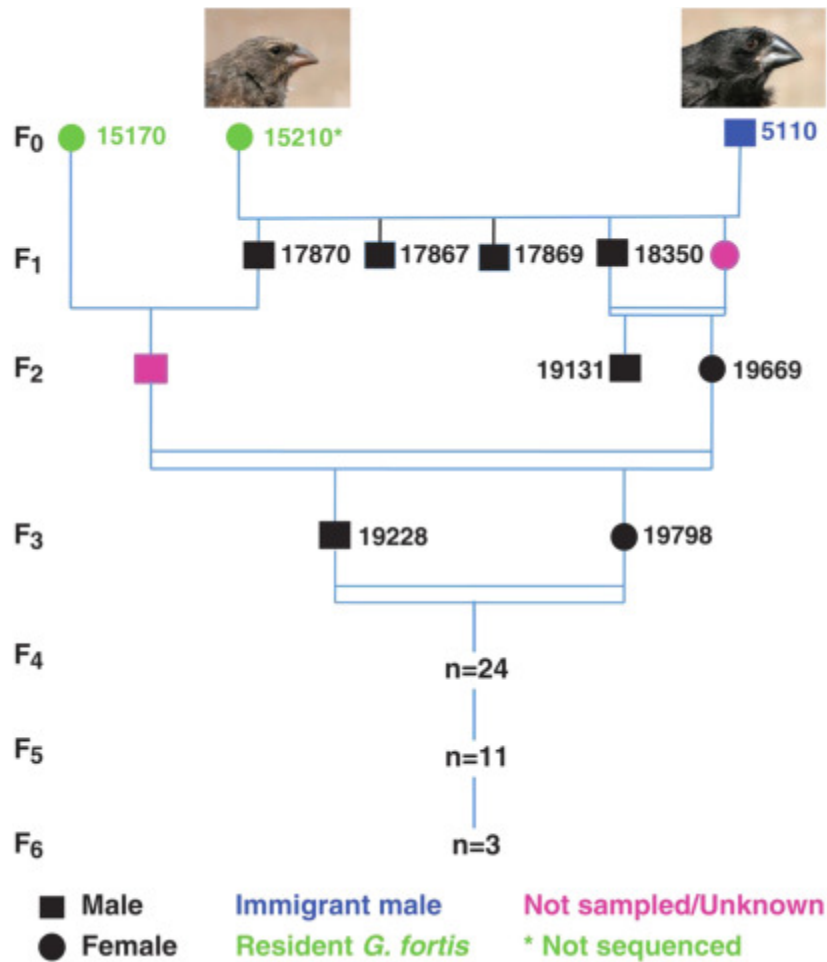 F0 15170 15210* 5110
F1 17870 17867 17869 18350
F2 19131 19669
F3 19228 19798
F4 n=24
F5 n=11
F6 n=3
Male Immigrant male Not sampled/Unknown
Female Resident G. fortis * Not sequenced